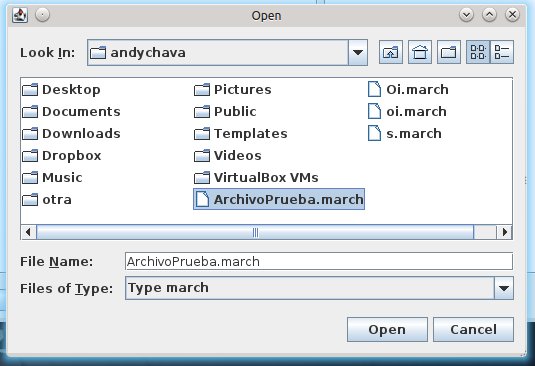 Open
Look In: andychava
Desktop
Documents
Downloads
Dropbox
Music
otra
Pictures
Public
Templates
Videos
VirtualBox VMs
ArchivoPrueba.march
Oi.march
oi.march
s.march
File Name: ArchivoPrueba.march
Files of Type: Type march
Open Cancel